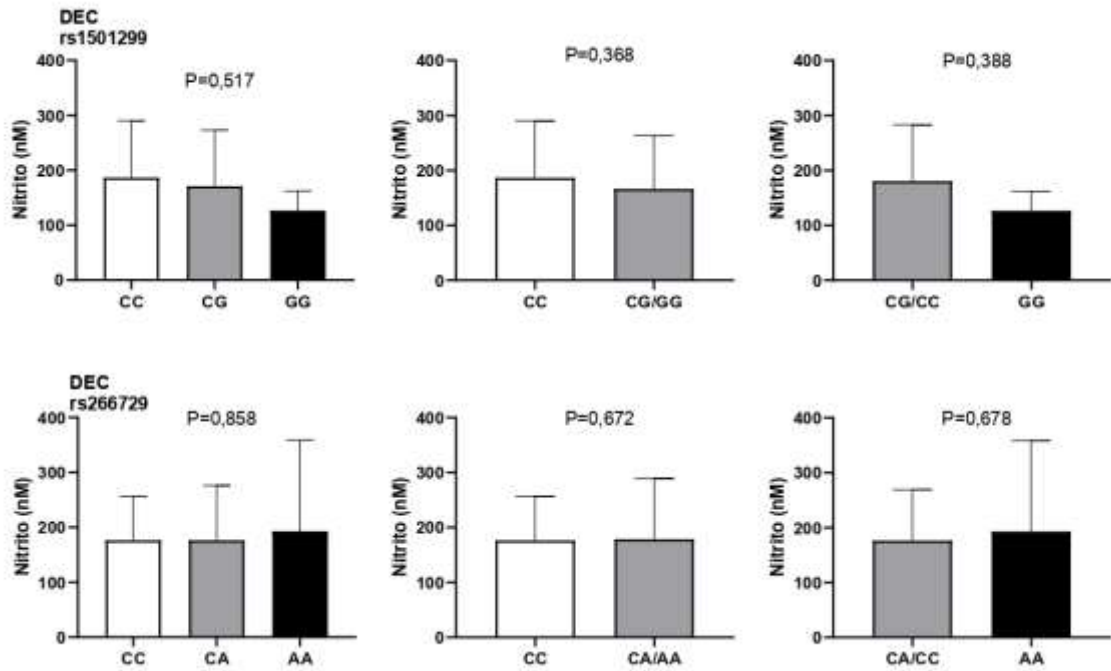 DEC
rs1501299
P=0,517
Nitrito (nM)
400
300
200
100
0
CC CG GG
P=0,368
Nitrito (nM)
400
300
200
100
0
CC CG/GG
P=0,388
Nitrito (nM)
400
300
200
100
0
CG/CC GG
DEC
rs266729
P=0,858
Nitrito (nM)
400
300
200
100
0
CC CA AA
P=0,672
Nitrito (nM)
400
300
200
100
0
CC CA/AA
P=0,678
Nitrito (nM)
400
300
200
100
0
CA/CC AA